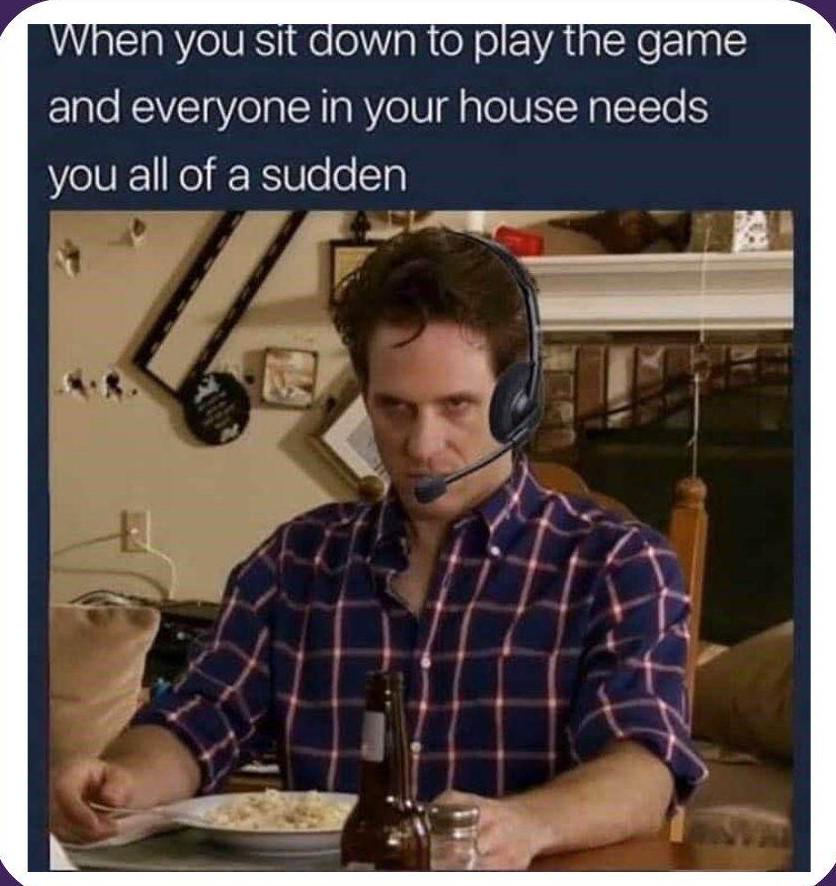 When you sit down to play the game
and everyone in your house needs
you all of a sudden